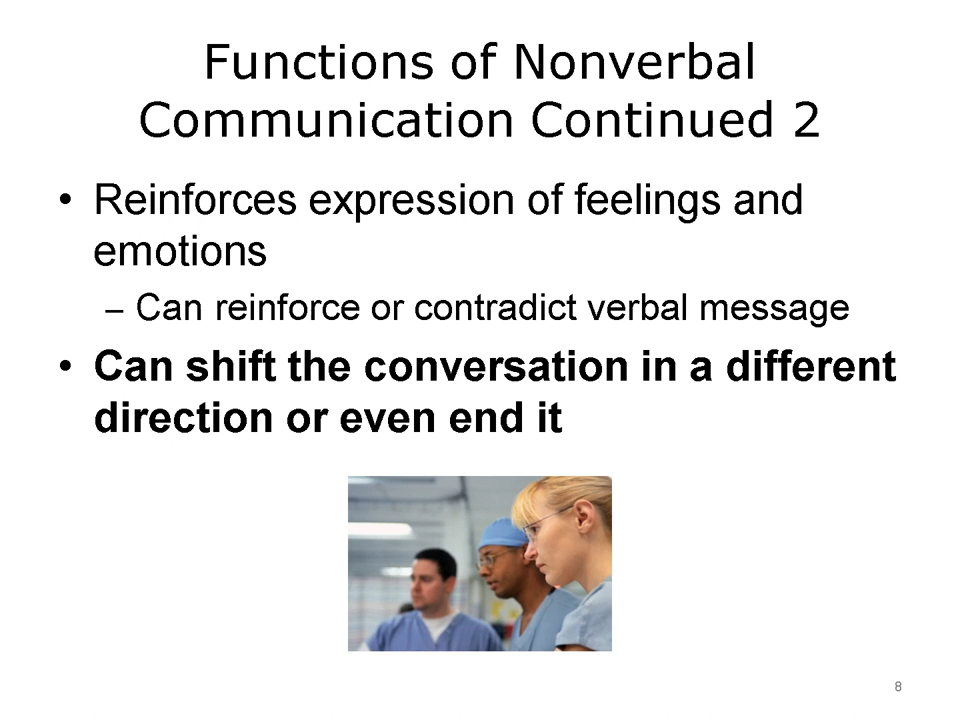 Functions of Nonverbal
Communication Continued 2
• Reinforces expression of feelings and
emotions
– Can reinforce or contradict verbal message
• Can shift the conversation in a different
direction or even end it
8